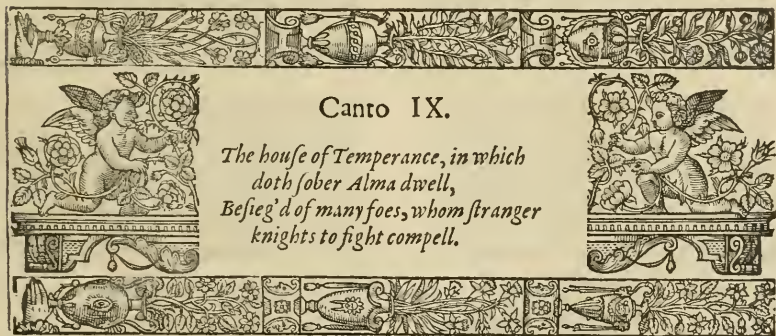 Canto IX.
The houſe of Temperance, in which
doth ſober Alma dwell,
Beſieg'd of many foes, whom ſtranger
knights to fight compell.